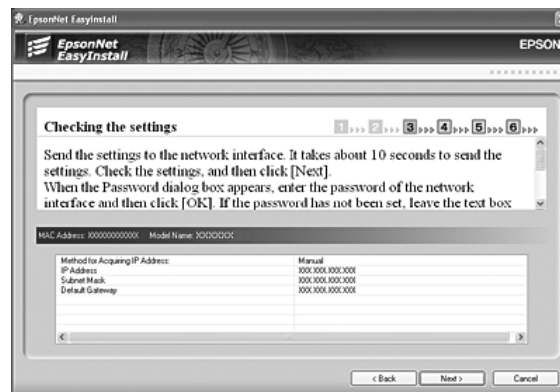 EpsonNet EasyInstall
EpsonNet
EasyInstall
EPSON
Checking the settings
1 2 3 4 5 6
Send the settings to the network interface. It takes about 10 seconds to send the
settings. Check the settings, and then click [Next].
When the Password dialog box appears, enter the password of the network
interface and then click [OK]. If the password has not been set, leave the text box
MAC Address: XXXXXXXXXXXX Model Name: XXXXXXX
Method for Acquiring IP Address: Manual
IP Address XXX.XXX.XXX.XXX
Subnet Mask XXX.XXX.XXX.XXX
Default Gateway XXX.XXX.XXX.XXX
< Back Next > Cancel